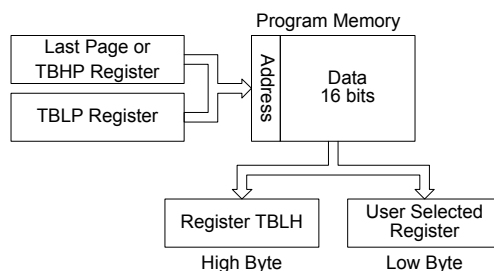 Program Memory
Last Page or
TBHP Register
TBLP Register
Address
Data
16 bits
Register TBLH
User Selected
Register
High Byte
Low Byte